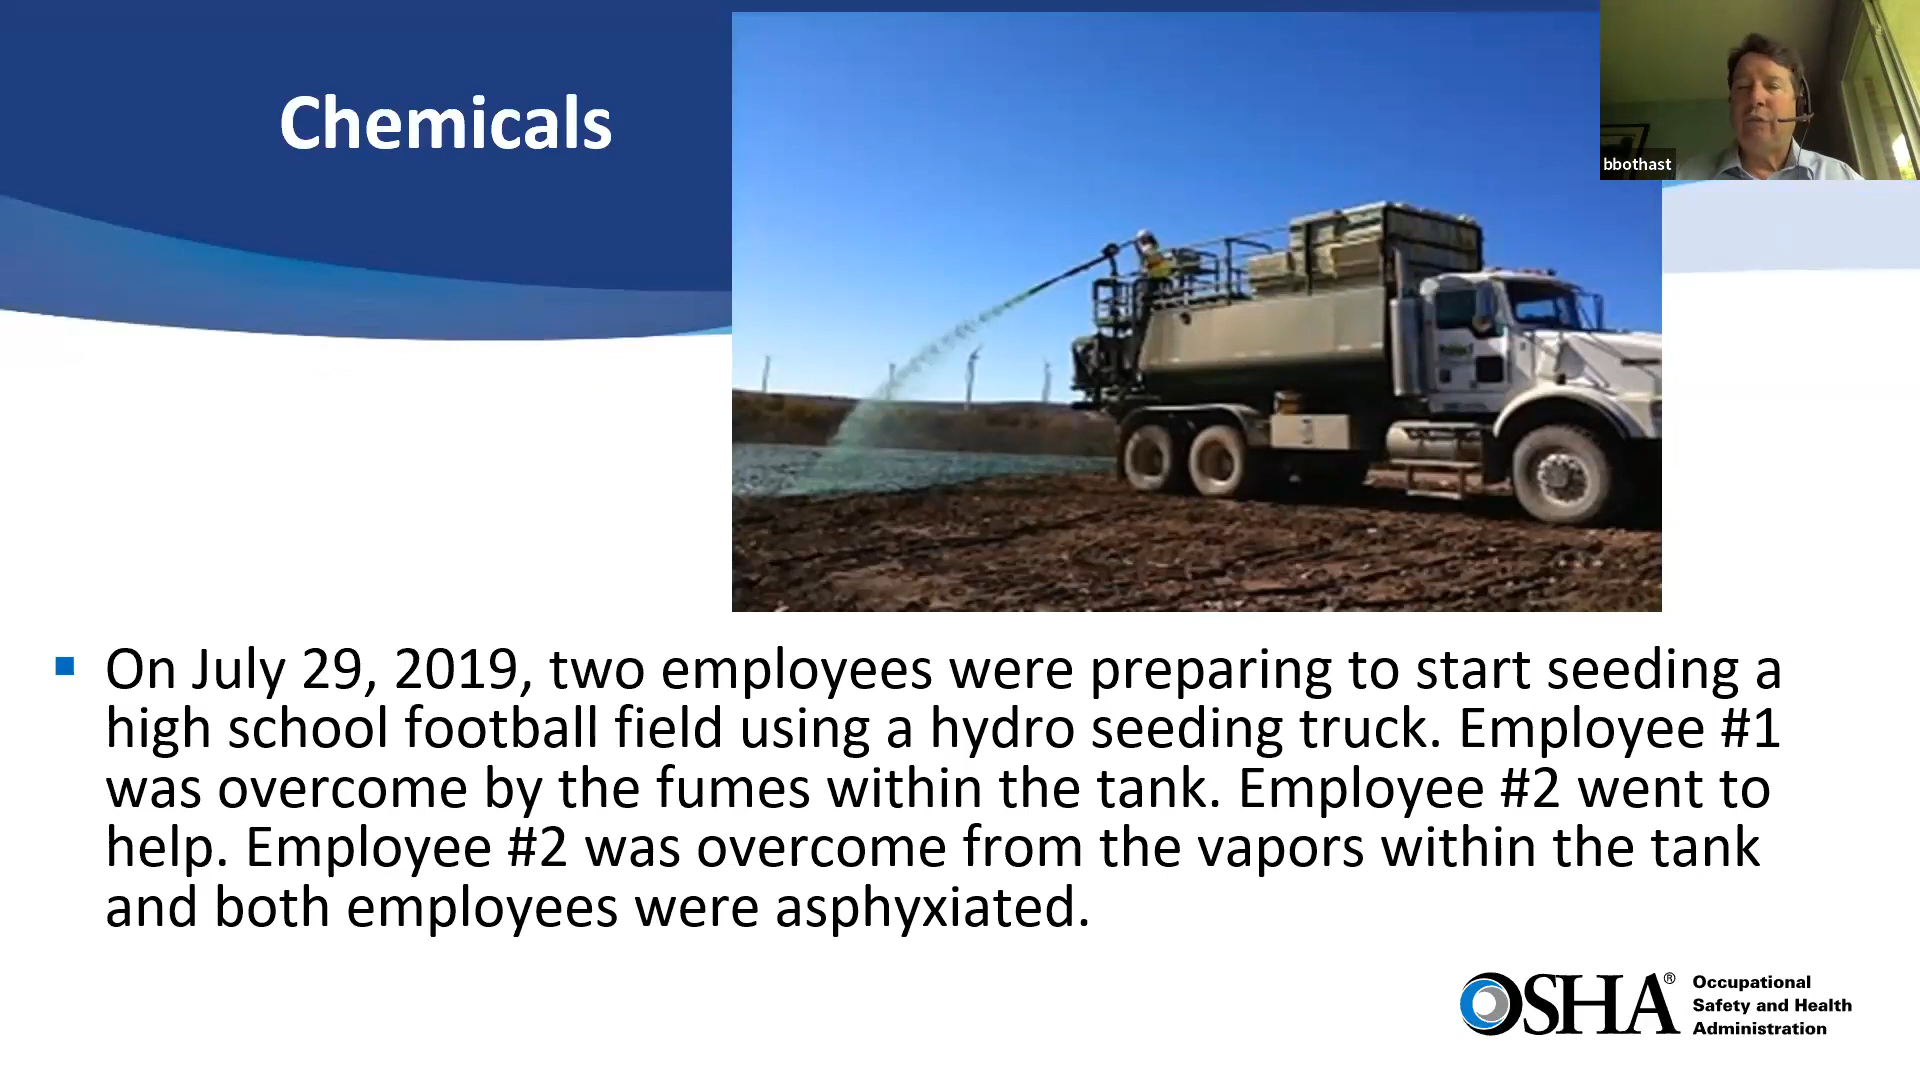 Chemicals
bbothast
On July 29, 2019, two employees were preparing to start seeding a
high school football field using a hydro seeding truck. Employee #1
was overcome by the fumes within the tank. Employee #2 went to
help. Employee #2 was overcome from the vapors within the tank
and both employees were asphyxiated.
OSHA®
Occupational
Safety and Health
Administration